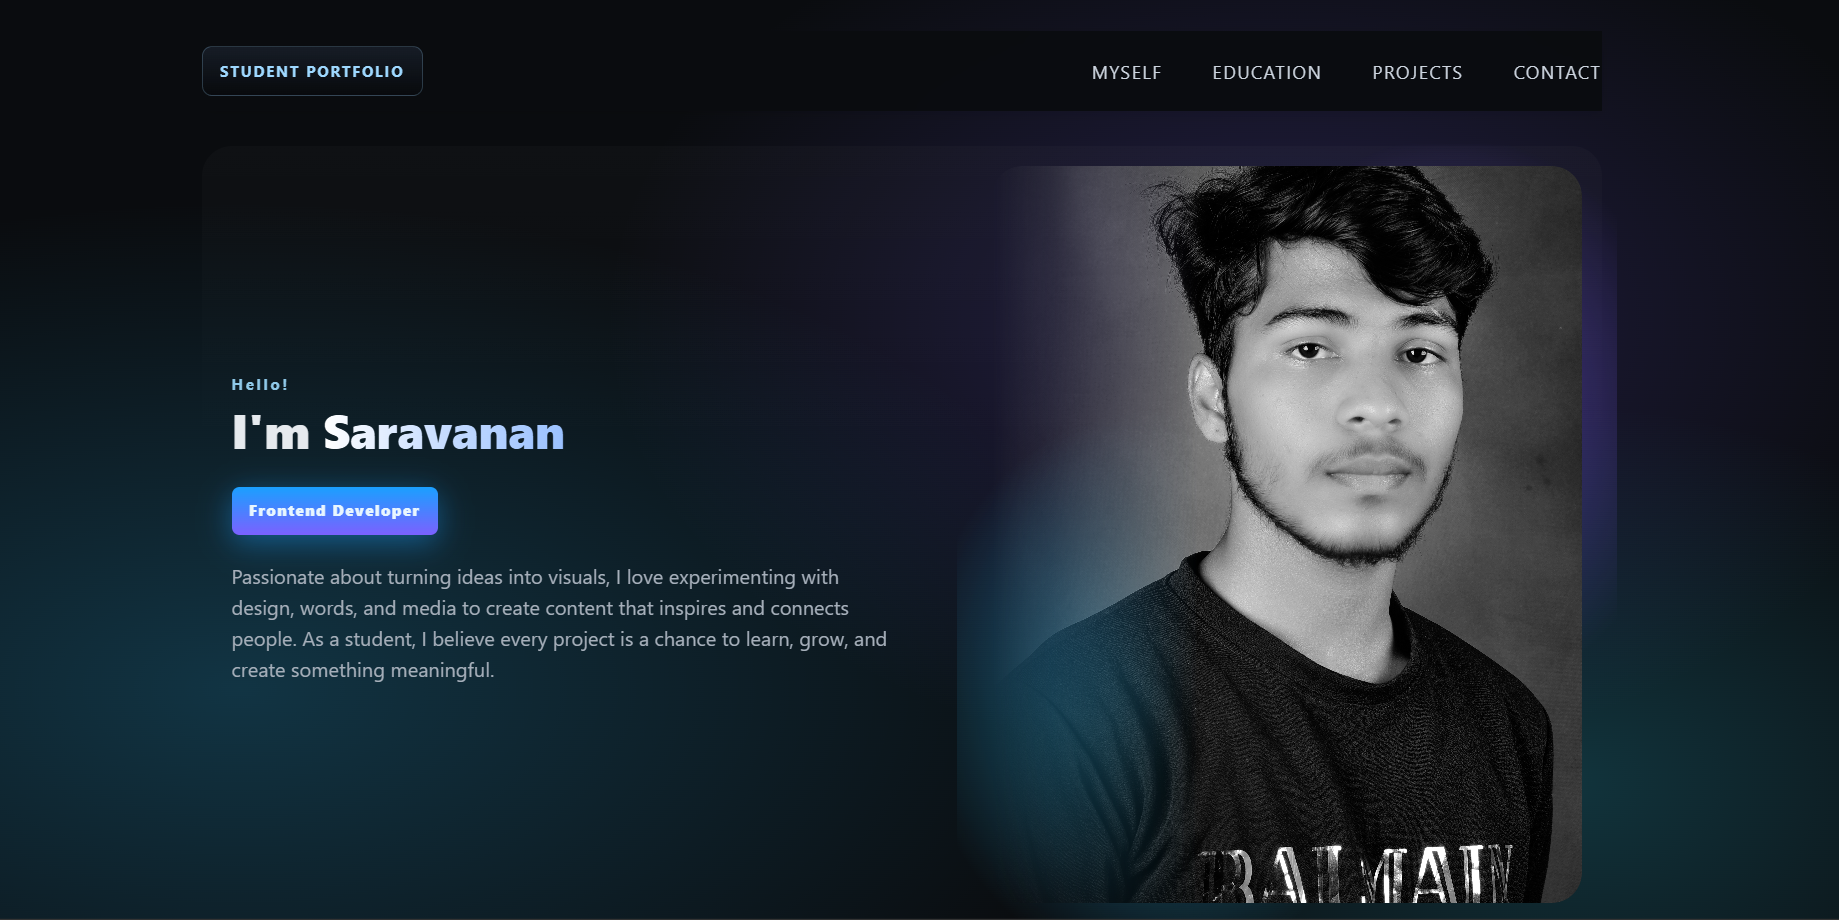 STUDENT PORTFOLIO
MYSELF EDUCATION PROJECTS CONTACT
Hello!
I'm Saravanan
Frontend Developer
Passionate about turning ideas into visuals, I love experimenting with
design, words, and media to create content that inspires and connects
people. As a student, I believe every project is a chance to learn, grow, and
create something meaningful.
BALMAIN